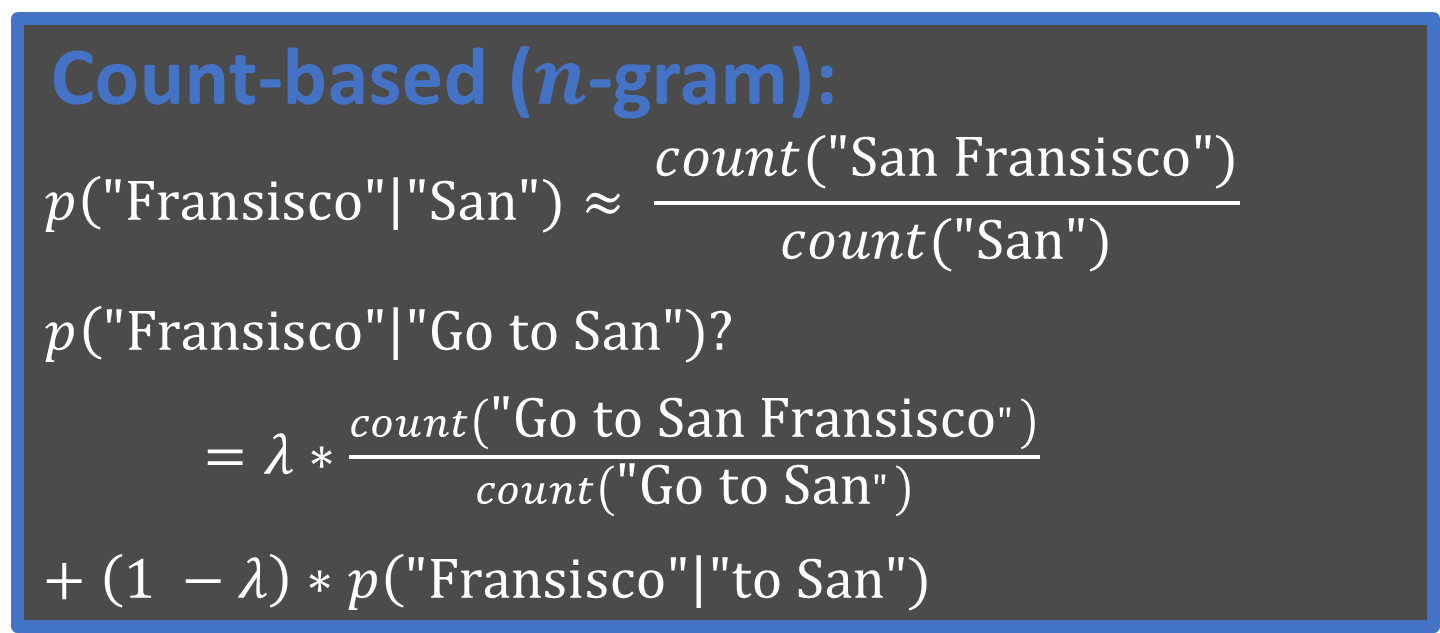 Count-based (n-gram):
p("Fransisco"|"San") ≈ count("San Fransisco") / count("San")
p("Fransisco"|"Go to San")?
= λ * count("Go to San Fransisco") / count("Go to San")
+ (1 − λ) * p("Fransisco"|"to San")